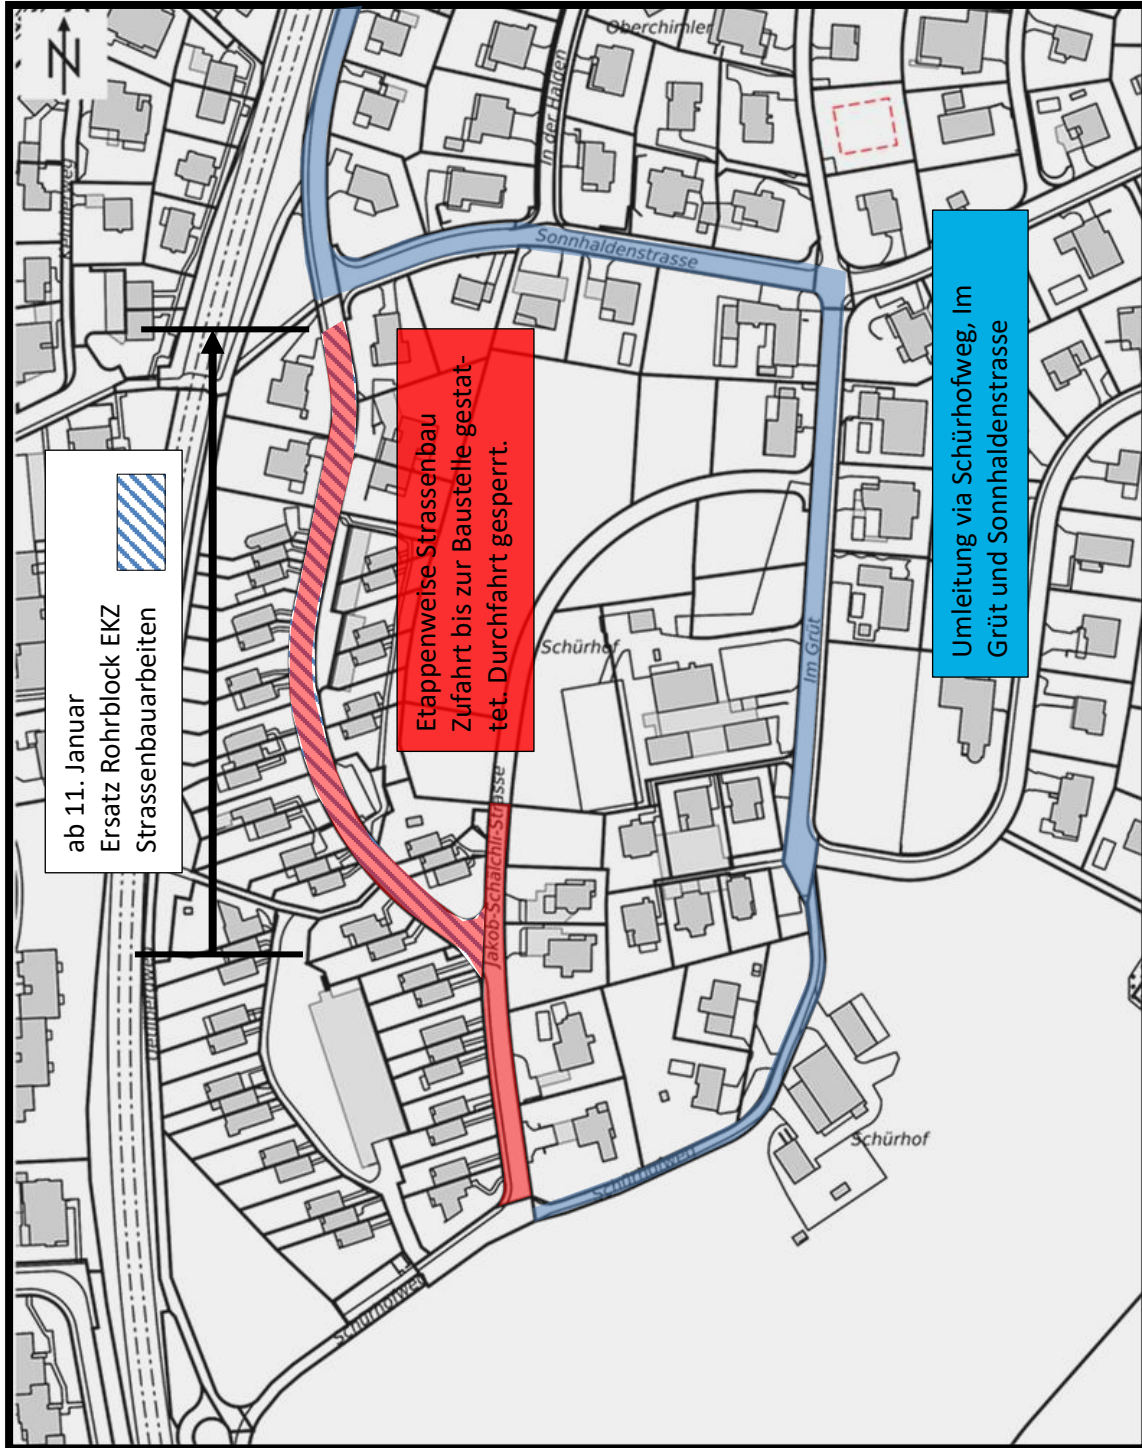 N
ab 11. Januar
Ersatz Rohrblock EKZ
Strassenbauarbeiten
Etappenweise Strassenbau
Zufahrt bis zur Baustelle gestat-
tet. Durchfahrt gesperrt.
Umleitung via Schürhofweg, Im
Grüt und Sonnhaldenstrasse
Oberchimler
In der Halden
Sonnhaldenstrasse
Schürhof
Im Grüt
Jakob-Schälchli-Strasse
Schürhofweg
Schürhof
Schürhofweg